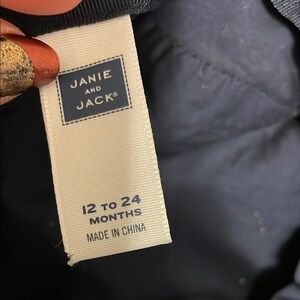 JANIE
AND
JACK®
12 TO 24
MONTHS
MADE IN CHINA